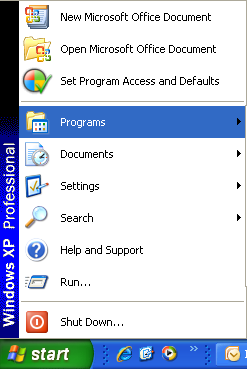 New Microsoft Office Document
Open Microsoft Office Document
Set Program Access and Defaults
Programs
Documents
Settings
Search
Help and Support
Run...
Shut Down...
Windows XP Professional
start